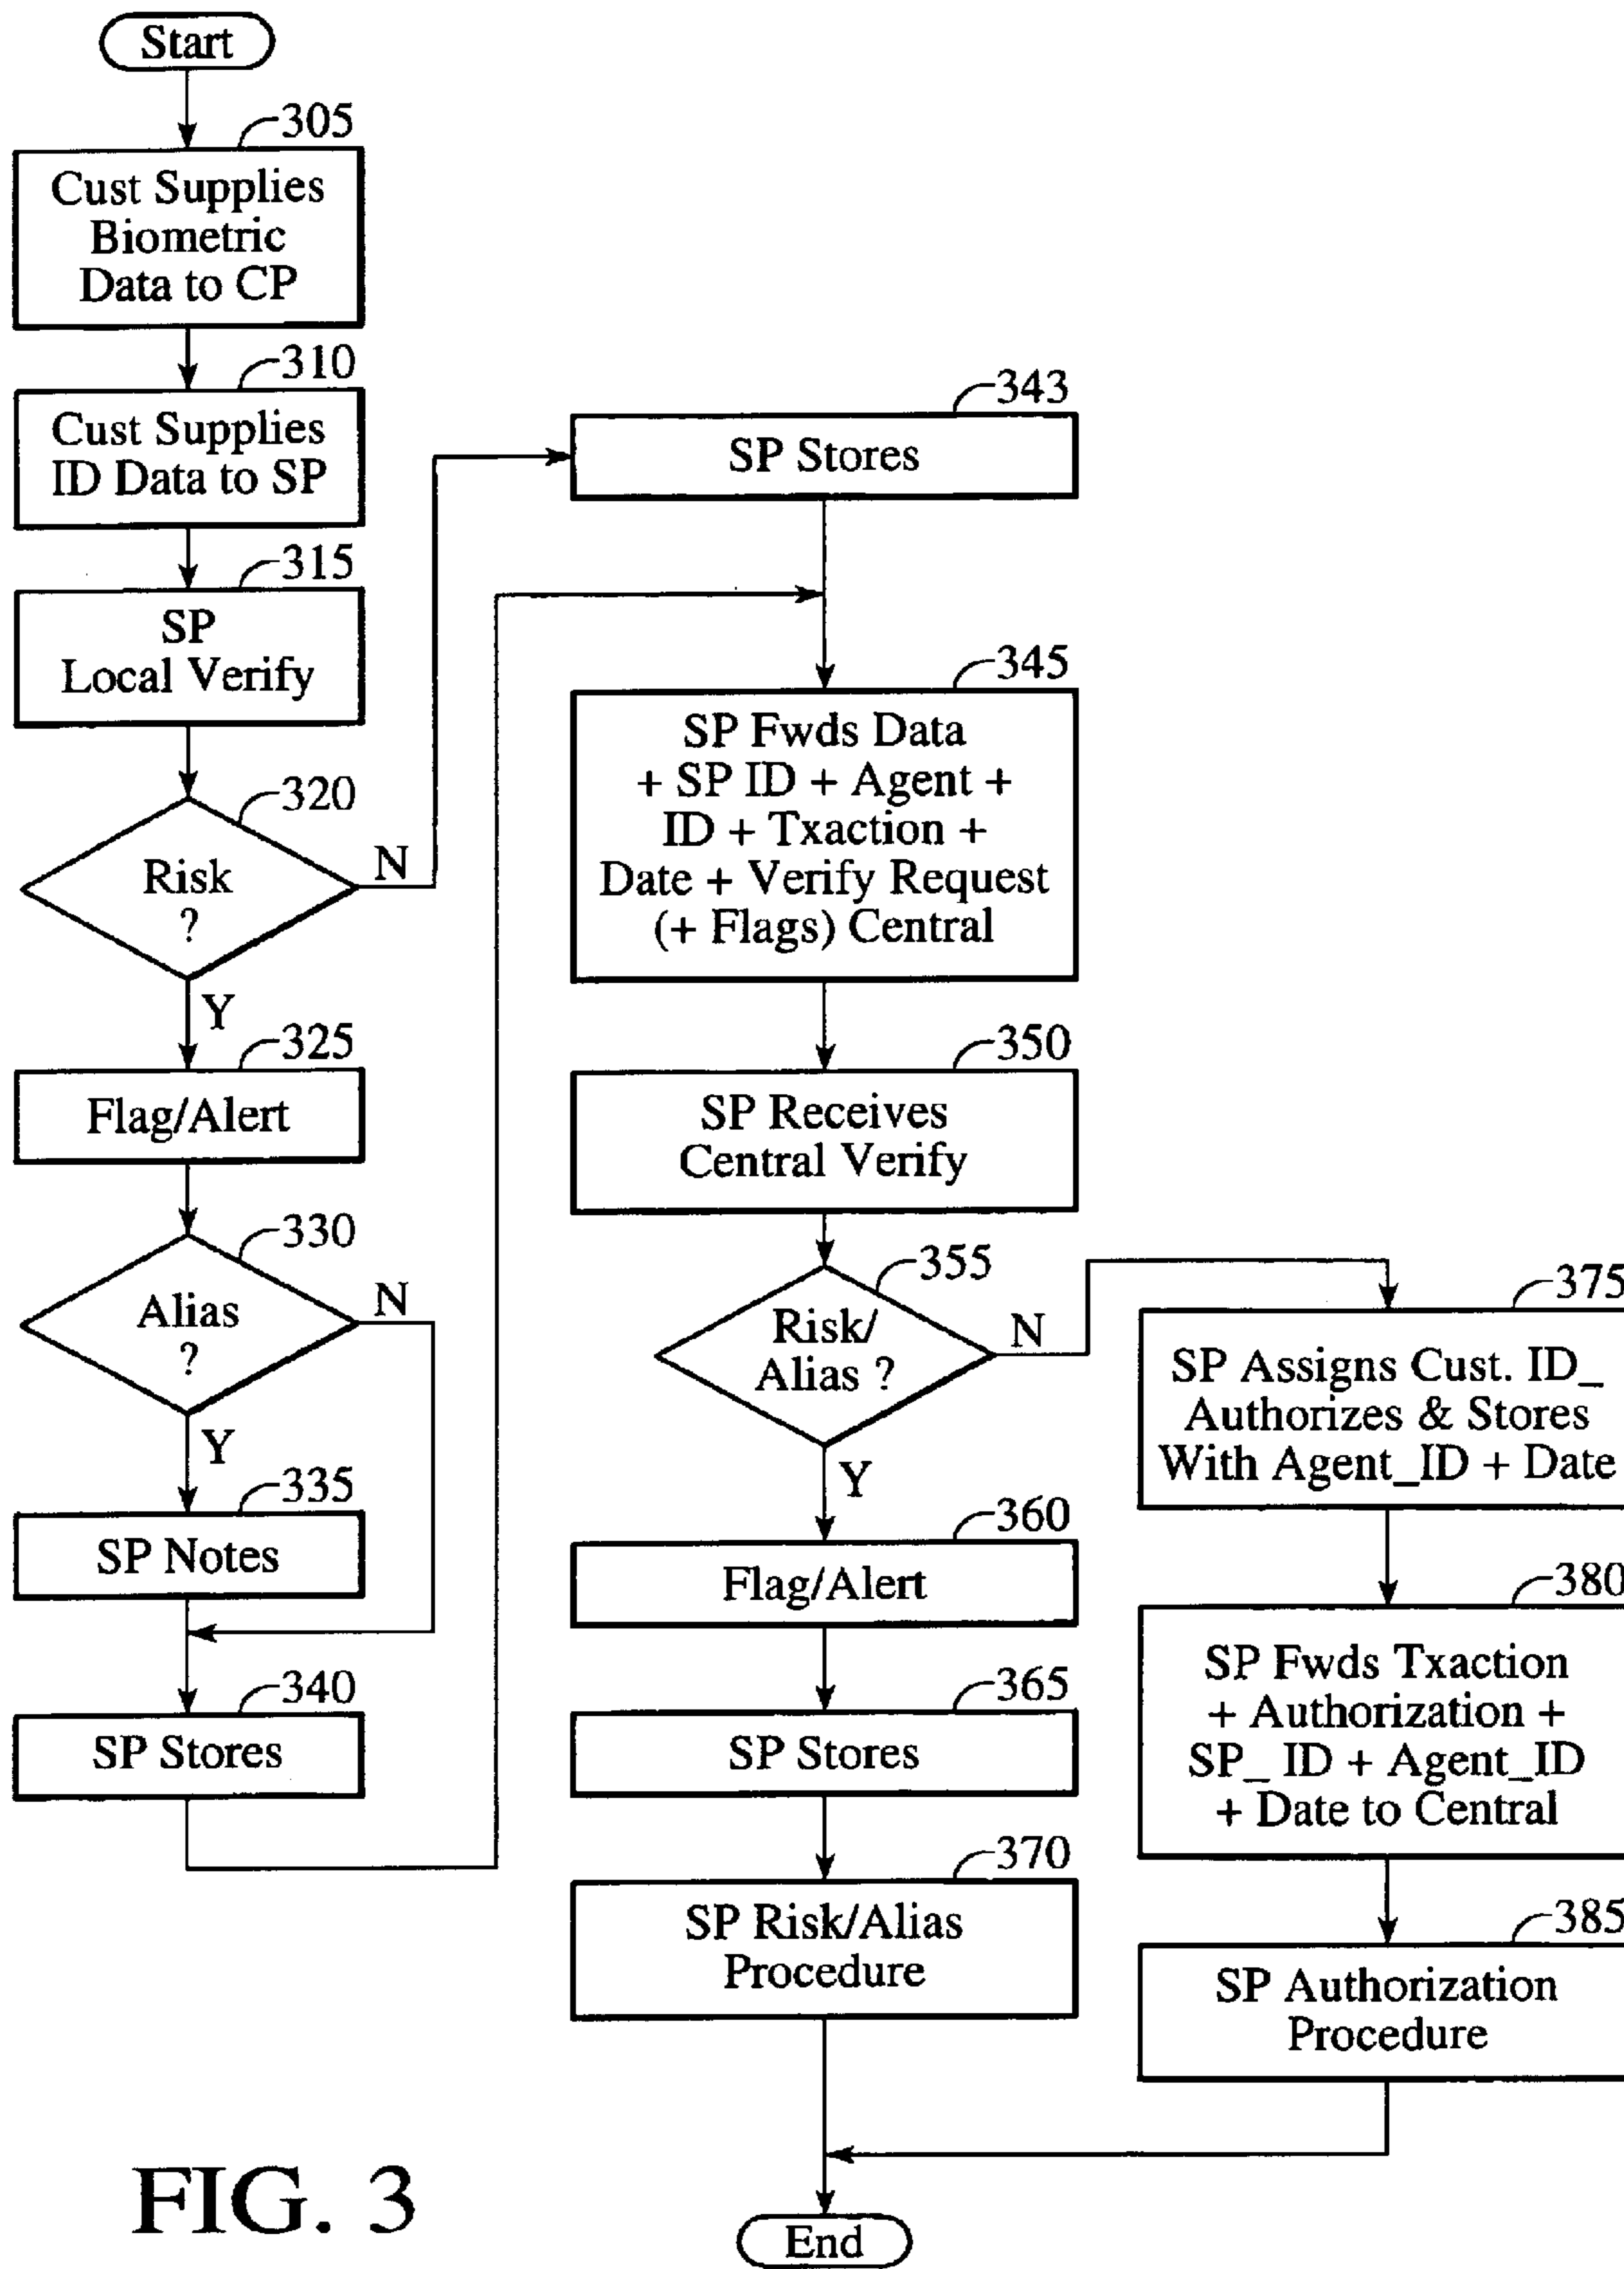 Start
305
Cust Supplies
Biometric
Data to CP
310
Cust Supplies
ID Data to SP
315
SP
Local Verify
320
Risk
?
N
Y
325
Flag/Alert
330
Alias
?
N
Y
335
SP Notes
340
SP Stores
343
SP Stores
345
SP Fwds Data
+ SP ID + Agent +
ID + Txaction +
Date + Verify Request
(+ Flags) Central
350
SP Receives
Central Verify
355
Risk/
Alias ?
N
Y
360
Flag/Alert
365
SP Stores
370
SP Risk/Alias
Procedure
375
SP Assigns Cust. ID_
Authorizes & Stores
With Agent_ID + Date
380
SP Fwds Txaction
+ Authorization +
SP_ ID + Agent_ID
+ Date to Central
385
SP Authorization
Procedure
End
FIG. 3